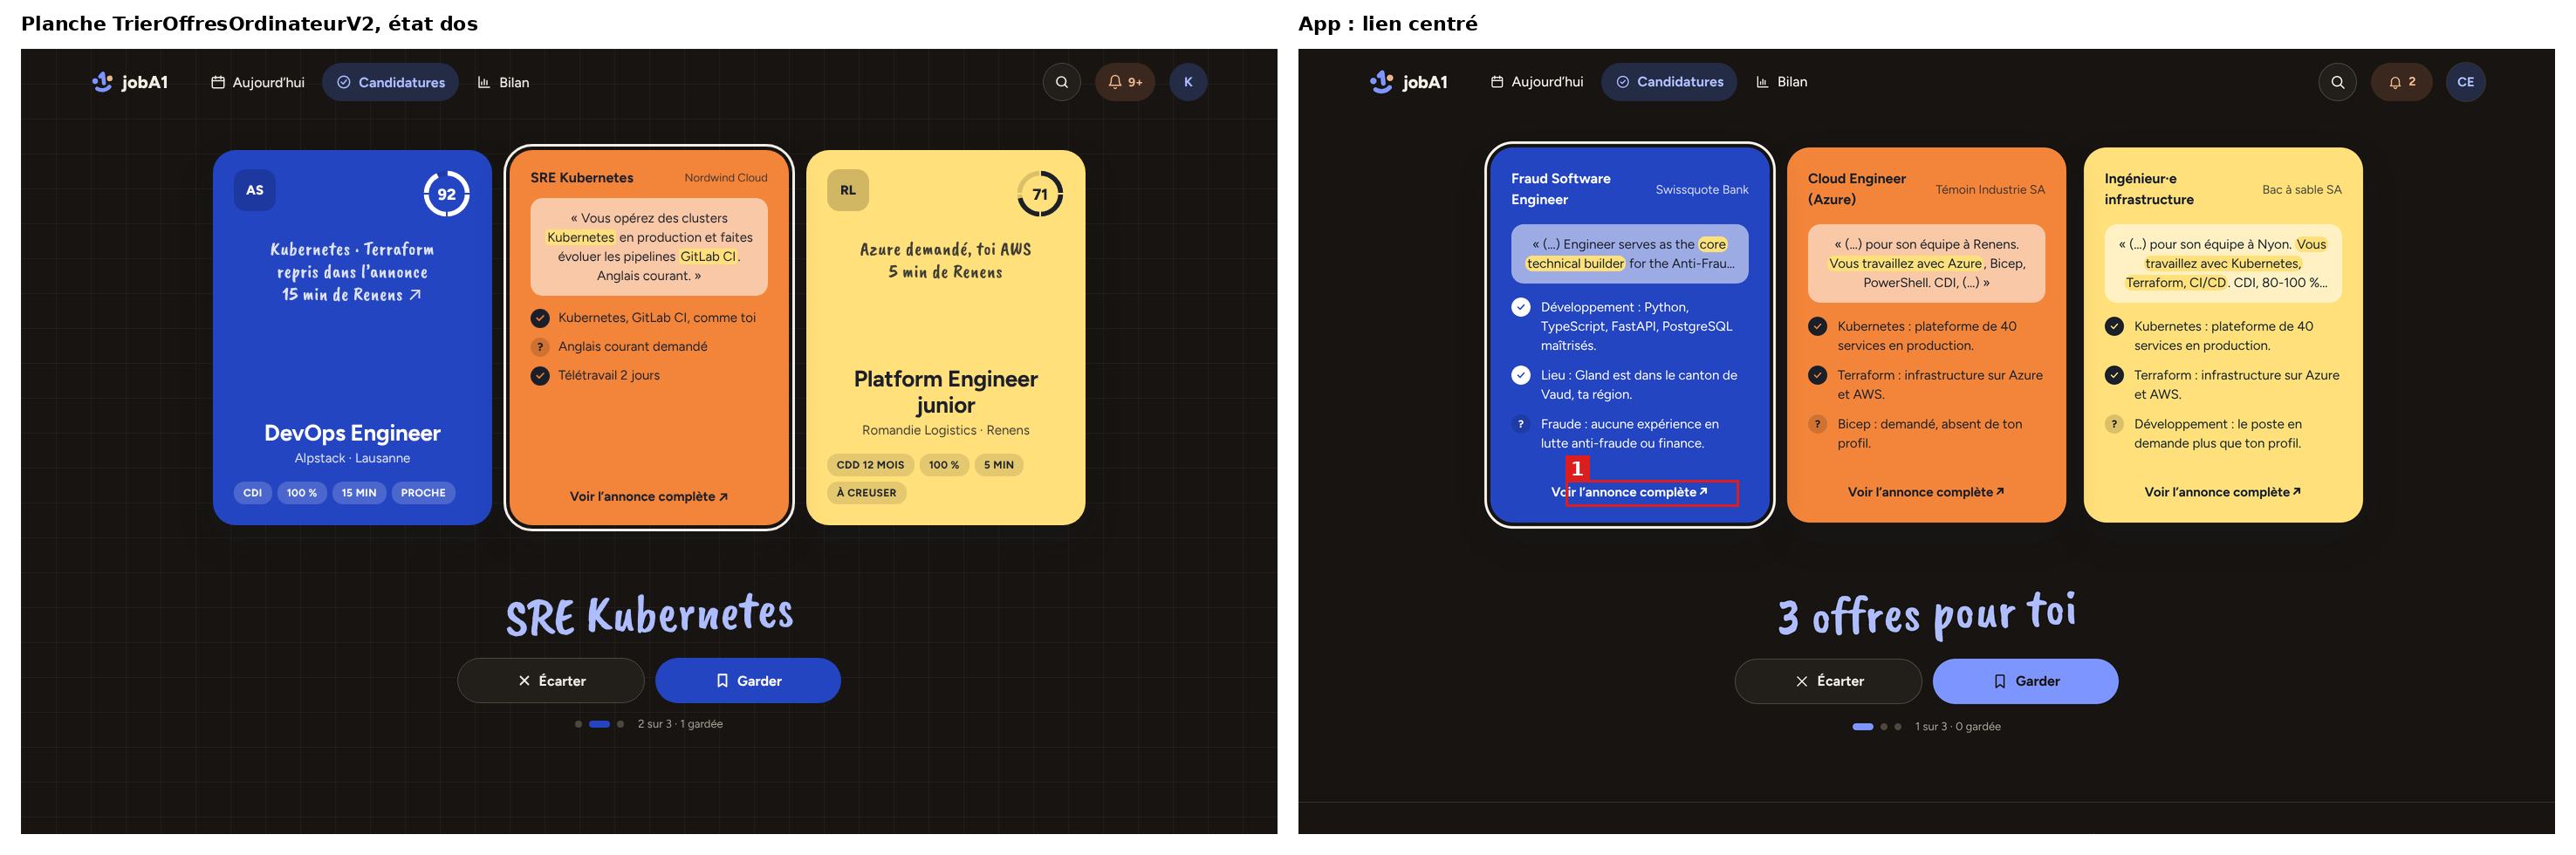 Planche TrierOffresOrdinateurV2, état dos
jobA1
Aujourd'hui
Candidatures
Bilan
9+
K
AS
92
Kubernetes · Terraform
repris dans l'annonce
15 min de Renens ↗
DevOps Engineer
Alpstack · Lausanne
CDI
100 %
15 MIN
PROCHE
SRE Kubernetes
Nordwind Cloud
« Vous opérez des clusters
Kubernetes en production et faites
évoluer les pipelines GitLab CI.
Anglais courant. »
Kubernetes, GitLab CI, comme toi
? Anglais courant demandé
Télétravail 2 jours
Voir l'annonce complète ↗
RL
71
Azure demandé, toi AWS
5 min de Renens
Platform Engineer
junior
Romandie Logistics · Renens
CDD 12 MOIS
100 %
5 MIN
À CREUSER
SRE Kubernetes
Écarter
Garder
2 sur 3 · 1 gardée
App : lien centré
jobA1
Aujourd'hui
Candidatures
Bilan
2
CE
Fraud Software
Engineer
Swissquote Bank
« (...) Engineer serves as the core
technical builder for the Anti-Frau...
Développement : Python,
TypeScript, FastAPI, PostgreSQL
maîtrisés.
Lieu : Gland est dans le canton de
Vaud, ta région.
? Fraude : aucune expérience en
lutte anti-fraude ou finance.
1
Voir l'annonce complète ↗
Cloud Engineer
(Azure)
Témoin Industrie SA
« (...) pour son équipe à Renens.
Vous travaillez avec Azure, Bicep,
PowerShell. CDI, (...) »
Kubernetes : plateforme de 40
services en production.
Terraform : infrastructure sur Azure
et AWS.
? Bicep : demandé, absent de ton
profil.
Voir l'annonce complète ↗
Ingénieur·e
infrastructure
Bac à sable SA
« (...) pour son équipe à Nyon. Vous
travaillez avec Kubernetes,
Terraform, CI/CD. CDI, 80-100 %...
Kubernetes : plateforme de 40
services en production.
Terraform : infrastructure sur Azure
et AWS.
? Développement : le poste en
demande plus que ton profil.
Voir l'annonce complète ↗
3 offres pour toi
Écarter
Garder
1 sur 3 · 0 gardée